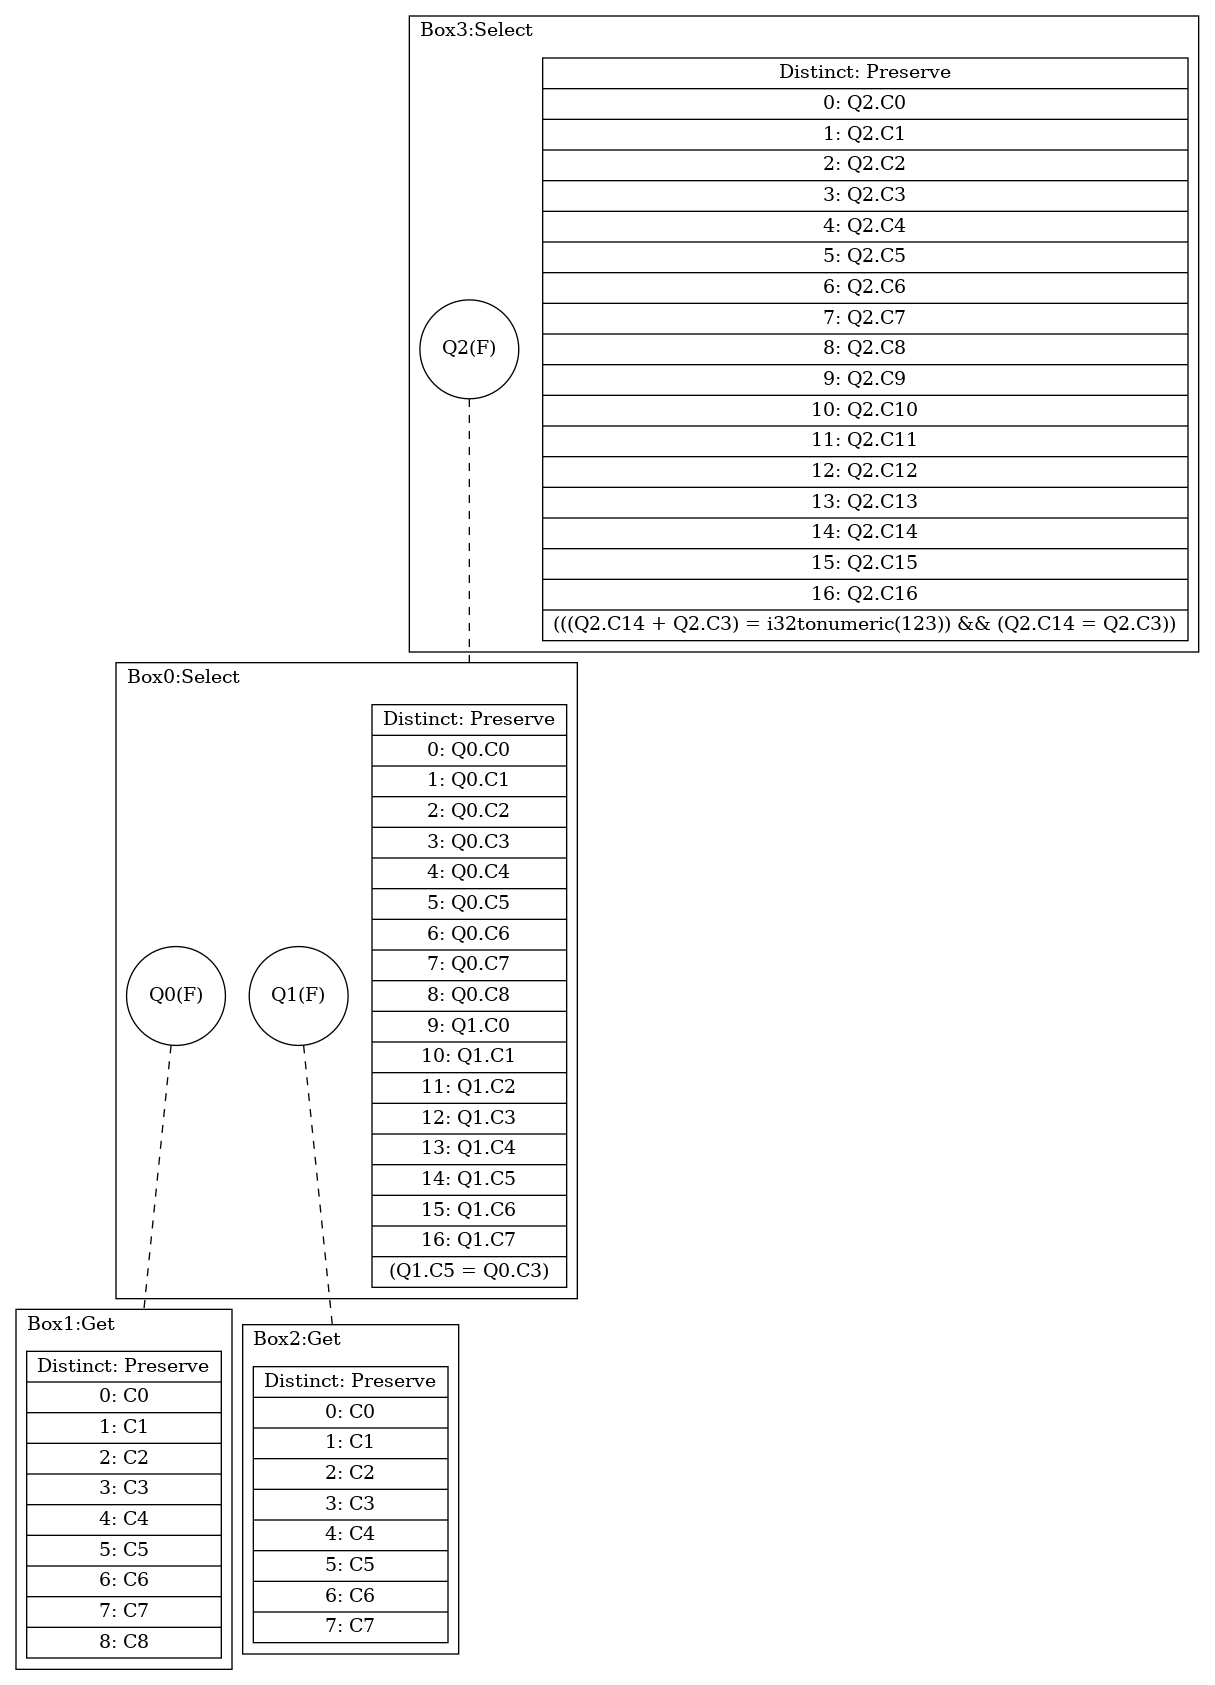 Box3:Select
Distinct: Preserve
0: Q2.C0
1: Q2.C1
2: Q2.C2
3: Q2.C3
4: Q2.C4
5: Q2.C5
6: Q2.C6
7: Q2.C7
8: Q2.C8
9: Q2.C9
10: Q2.C10
11: Q2.C11
12: Q2.C12
13: Q2.C13
14: Q2.C14
15: Q2.C15
16: Q2.C16
(((Q2.C14 + Q2.C3) = i32tonumeric(123)) && (Q2.C14 = Q2.C3))
Q2(F)
Box0:Select
Distinct: Preserve
0: Q0.C0
1: Q0.C1
2: Q0.C2
3: Q0.C3
4: Q0.C4
5: Q0.C5
6: Q0.C6
7: Q0.C7
8: Q0.C8
9: Q1.C0
10: Q1.C1
11: Q1.C2
12: Q1.C3
13: Q1.C4
14: Q1.C5
15: Q1.C6
16: Q1.C7
(Q1.C5 = Q0.C3)
Q0(F)
Q1(F)
Box1:Get
Distinct: Preserve
0: C0
1: C1
2: C2
3: C3
4: C4
5: C5
6: C6
7: C7
8: C8
Box2:Get
Distinct: Preserve
0: C0
1: C1
2: C2
3: C3
4: C4
5: C5
6: C6
7: C7